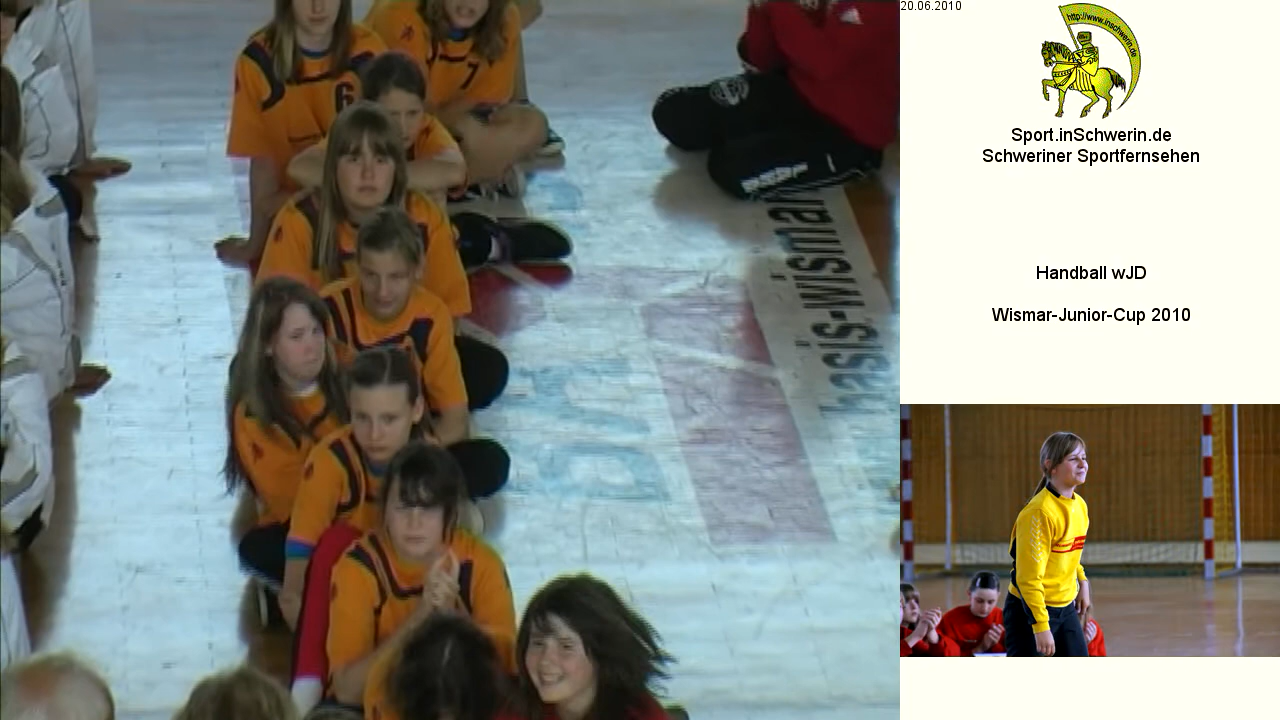 20.06.2010
http://www.inschwerin.de
Sport.inSchwerin.de
Schweriner Sportfernsehen
Handball wJD
Wismar-Junior-Cup 2010
6
7
basis-wismar